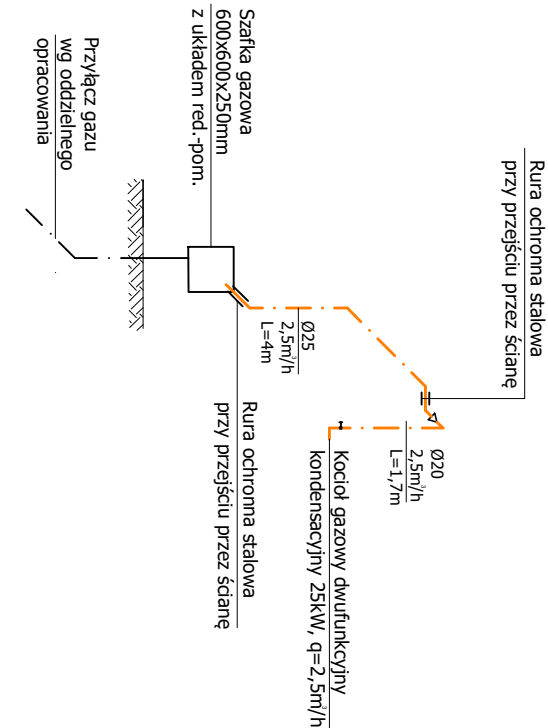 Rura ochronna stalowa
przy przejściu przez ścianę
Ø20
2,5m³/h
L=1,7m
Kocioł gazowy dwufunkcyjny
kondensacyjny 25kW, q=2,5m³/h
Ø25
2,5m³/h
L=4m
Rura ochronna stalowa
przy przejściu przez ścianę
Szafka gazowa
600x600x250mm
z układem red.-pom.
Przyłącz gazu
wg oddzielnego
opracowania